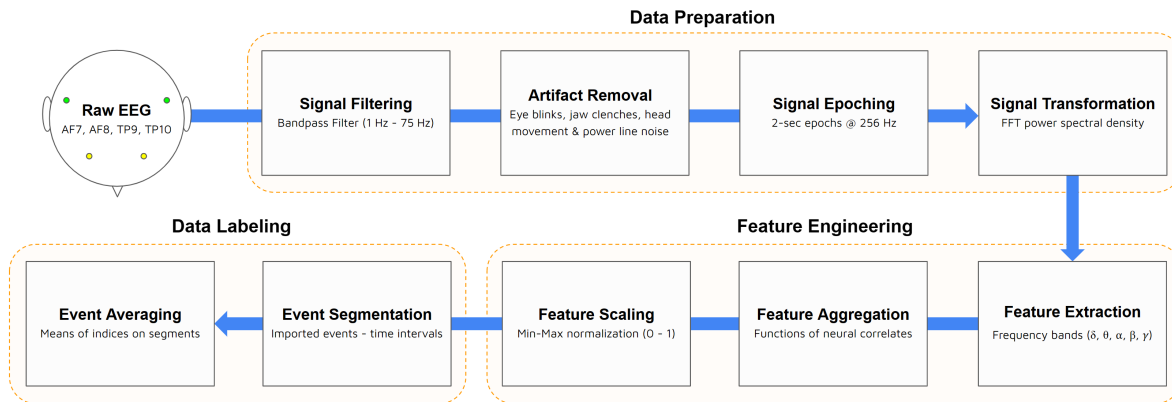 Data Preparation
Raw EEG
AF7, AF8, TP9, TP10
Signal Filtering
Bandpass Filter (1 Hz - 75 Hz)
Artifact Removal
Eye blinks, jaw clenches, head
movement & power line noise
Signal Epoching
2-sec epochs @ 256 Hz
Signal Transformation
FFT power spectral density
Data Labeling
Feature Engineering
Event Averaging
Means of indices on segments
Event Segmentation
Imported events - time intervals
Feature Scaling
Min-Max normalization (0 - 1)
Feature Aggregation
Functions of neural correlates
Feature Extraction
Frequency bands (δ, θ, α, β, γ)